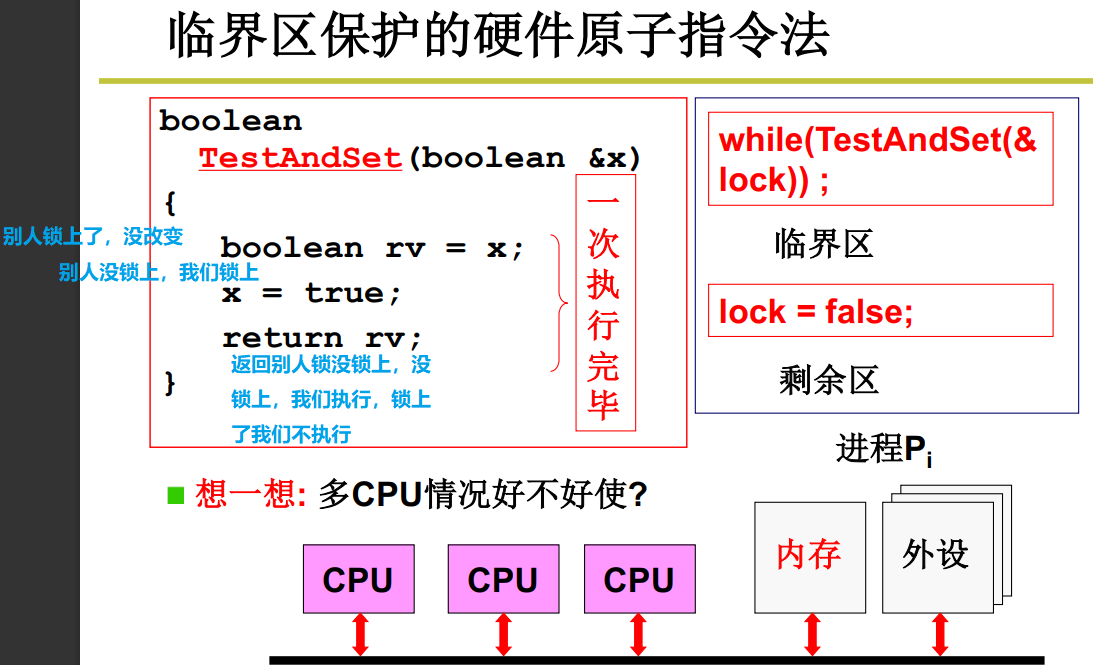 临界区保护的硬件原子指令法
boolean
TestAndSet(boolean &x)
{
别人锁上了，没改变
boolean rv = x;
别人没锁上，我们锁上
x = true;
return rv;
返回别人锁没锁上，没
锁上，我们执行，锁上
了我们不执行
}
一
次
执
行
完
毕
while(TestAndSet(&
lock)) ;
临界区
lock = false;
剩余区
进程Pi
想一想: 多CPU情况好不好使?
CPU
CPU
CPU
内存
外设